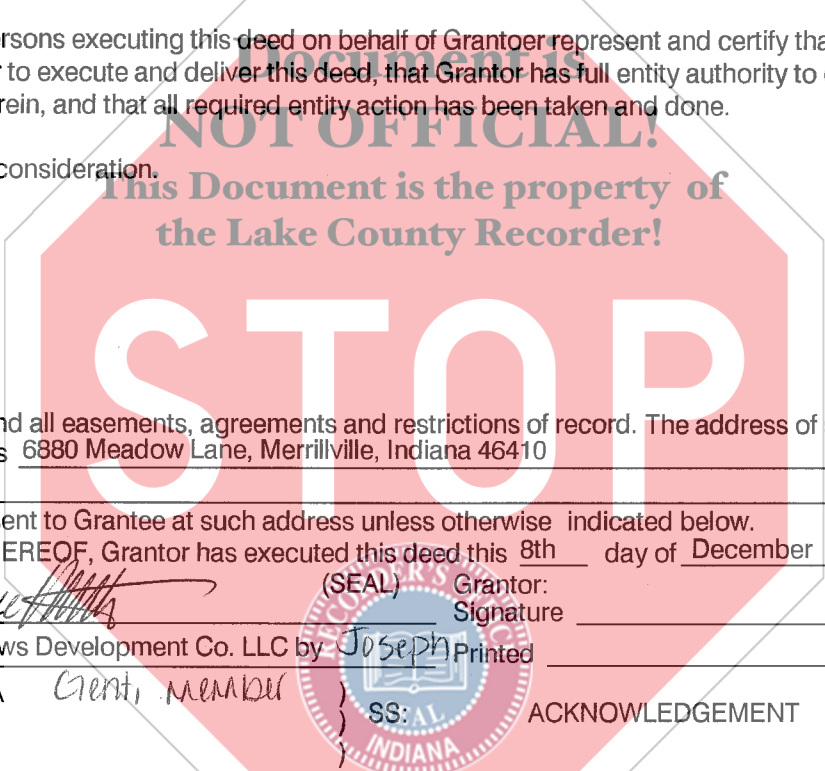 rsons executing this deed on behalf of Grantoer represent and certify tha
Document is
r to execute and deliver this deed, that Grantor has full entity authority to
rein, and that all required entity action has been taken and done.
NOT OFFICIAL!
consideration.
This Document is the property of
the Lake County Recorder!
STOP
nd all easements, agreements and restrictions of record. The address of
s 6880 Meadow Lane, Merrillville, Indiana 46410
ent to Grantee at such address unless otherwise indicated below.
EREOF, Grantor has executed this deed this 8th day of December
(SEAL) Grantor:
Signature
ws Development Co. LLC by Joseph Printed
Gent, member
) SS: ACKNOWLEDGEMENT
)
RECORDER'S OFFICE
SEAL
INDIANA